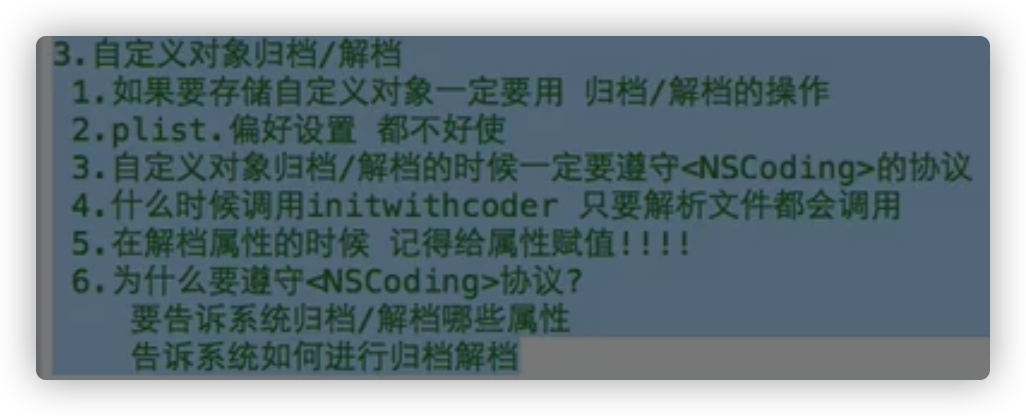 3.自定义对象归档/解档
1.如果要存储自定义对象一定要用 归档/解档的操作
2.plist.偏好设置 都不好使
3.自定义对象归档/解档的时候一定要遵守<NSCoding>的协议
4.什么时候调用initwithcoder 只要解析文件都会调用
5.在解档属性的时候 记得给属性赋值!!!!
6.为什么要遵守<NSCoding>协议?
要告诉系统归档/解档哪些属性
告诉系统如何进行归档解档